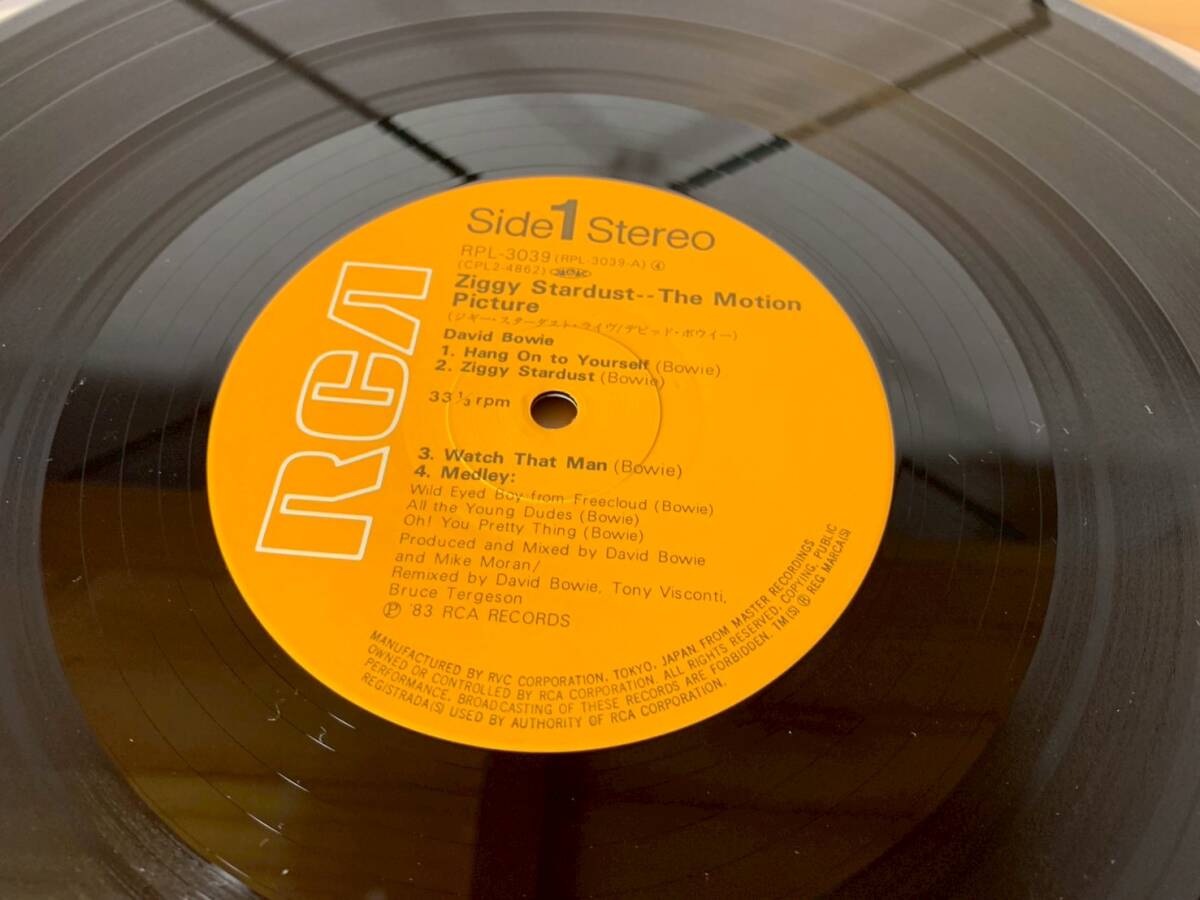 RCA
Side 1 Stereo
RPL-3039 (RPL-3039-A) ④
(CPL2-4862)
Ziggy Stardust--The Motion
Picture
(ジギー・スターダスト・ライヴ/デビッド・ボウイー)
David Bowie
1. Hang On to Yourself (Bowie)
2. Ziggy Stardust (Bowie)
33 1/3 rpm
3. Watch That Man (Bowie)
4. Medley:
Wild Eyed Boy from Freecloud (Bowie)
All the Young Dudes (Bowie)
Oh! You Pretty Thing (Bowie)
Produced and Mixed by David Bowie
and Mike Moran/
Remixed by David Bowie, Tony Visconti,
Bruce Tergeson
Ⓟ '83 RCA RECORDS
MANUFACTURED BY RVC CORPORATION, TOKYO, JAPAN FROM MASTER RECORDINGS
OWNED OR CONTROLLED BY RCA CORPORATION. ALL RIGHTS RESERVED, COPYING, PUBLIC
PERFORMANCE, BROADCASTING OF THESE RECORDS ARE FORBIDDEN. TM(S) ® REG MARCA(S)
REGISTRADA(S) USED BY AUTHORITY OF RCA CORPORATION.